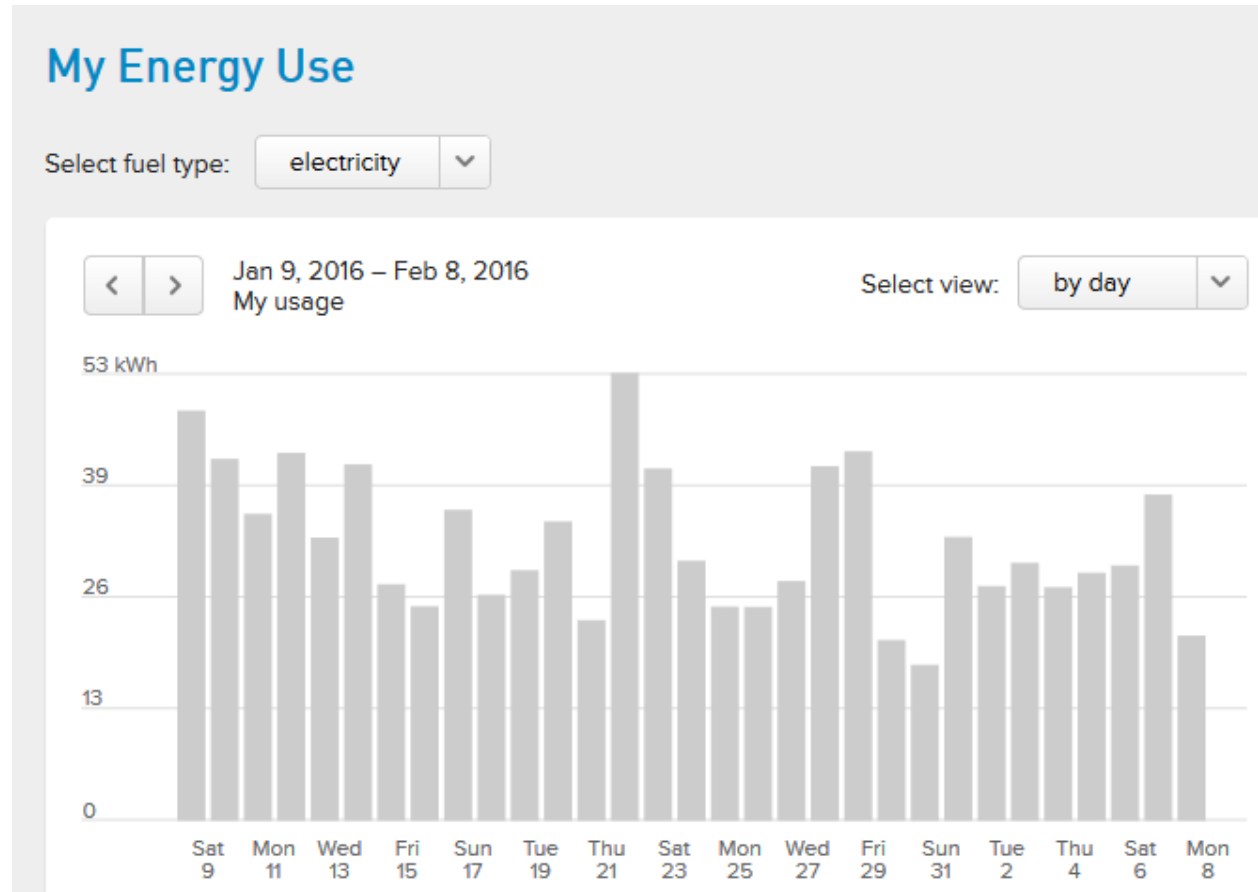 My Energy Use
Select fuel type: electricity
Jan 9, 2016 – Feb 8, 2016
My usage
Select view: by day
53 kWh
39
26
13
0
Sat Mon Wed Fri Sun Tue Thu Sat Mon Wed Fri Sun Tue Thu Sat Mon
9 11 13 15 17 19 21 23 25 27 29 31 2 4 6 8